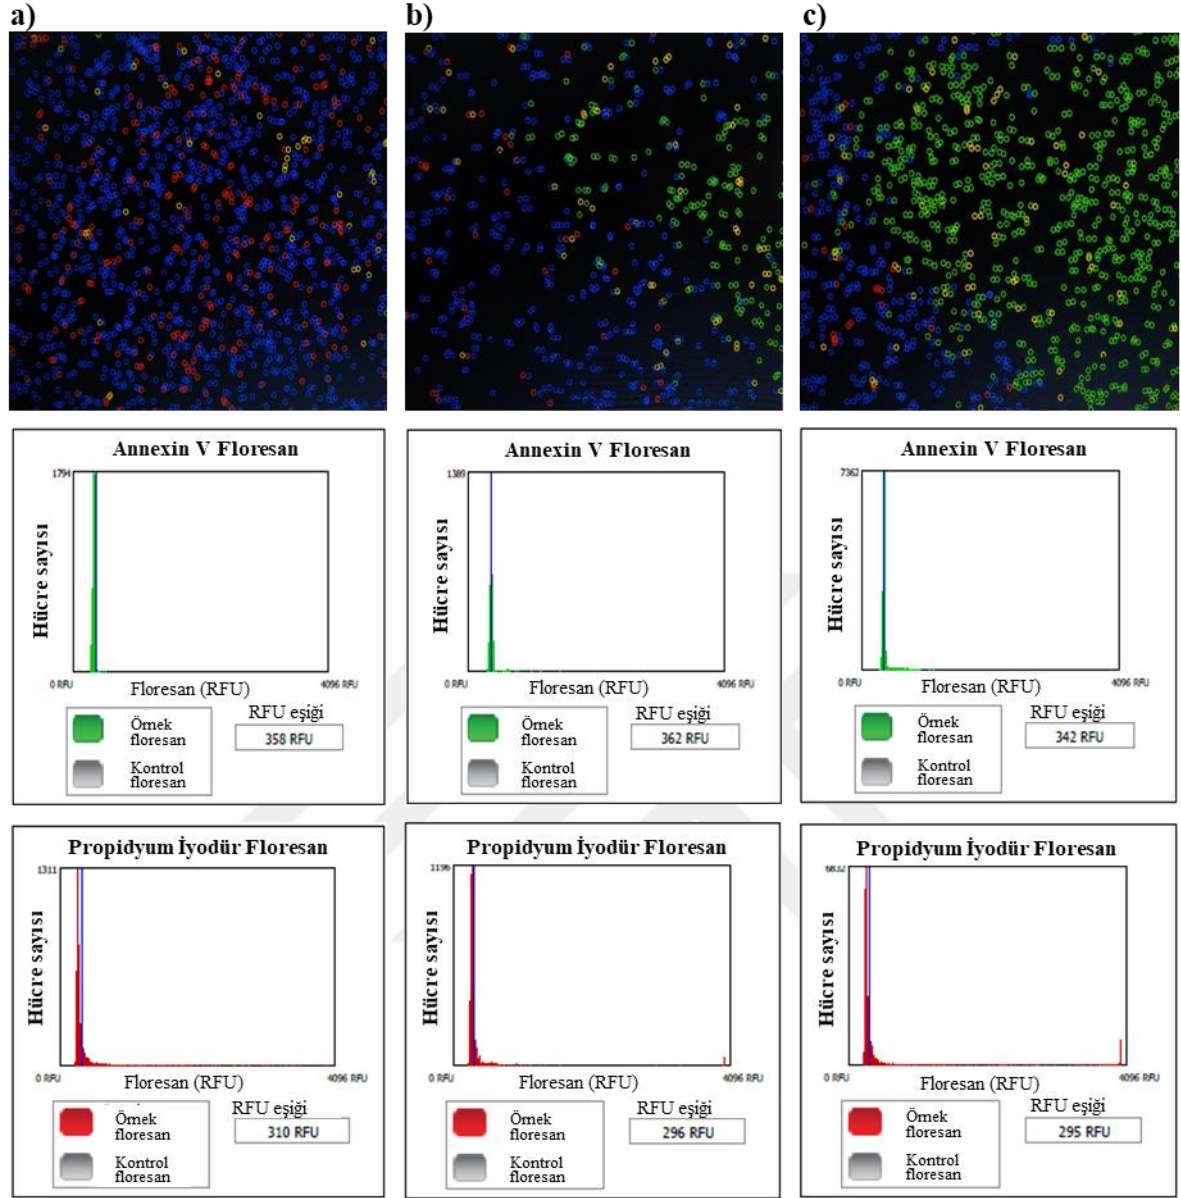 a)
b)
c)
Annexin V Floresan
1794
Hücre sayısı
0 RFU
Floresan (RFU)
4096 RFU
Örnek
floresan
Kontrol
floresan
RFU eşiği
358 RFU
Annexin V Floresan
1389
Hücre sayısı
0 RFU
Floresan (RFU)
4096 RFU
Örnek
floresan
Kontrol
floresan
RFU eşiği
362 RFU
Annexin V Floresan
7362
Hücre sayısı
0 RFU
Floresan (RFU)
4096 RFU
Örnek
floresan
Kontrol
floresan
RFU eşiği
342 RFU
Propidyum İyodür Floresan
1311
Hücre sayısı
0 RFU
Floresan (RFU)
4096 RFU
Örnek
floresan
Kontrol
floresan
RFU eşiği
310 RFU
Propidyum İyodür Floresan
1196
Hücre sayısı
0 RFU
Floresan (RFU)
4096 RFU
Örnek
floresan
Kontrol
floresan
RFU eşiği
296 RFU
Propidyum İyodür Floresan
6832
Hücre sayısı
0 RFU
Floresan (RFU)
4096 RFU
Örnek
floresan
Kontrol
floresan
RFU eşiği
295 RFU